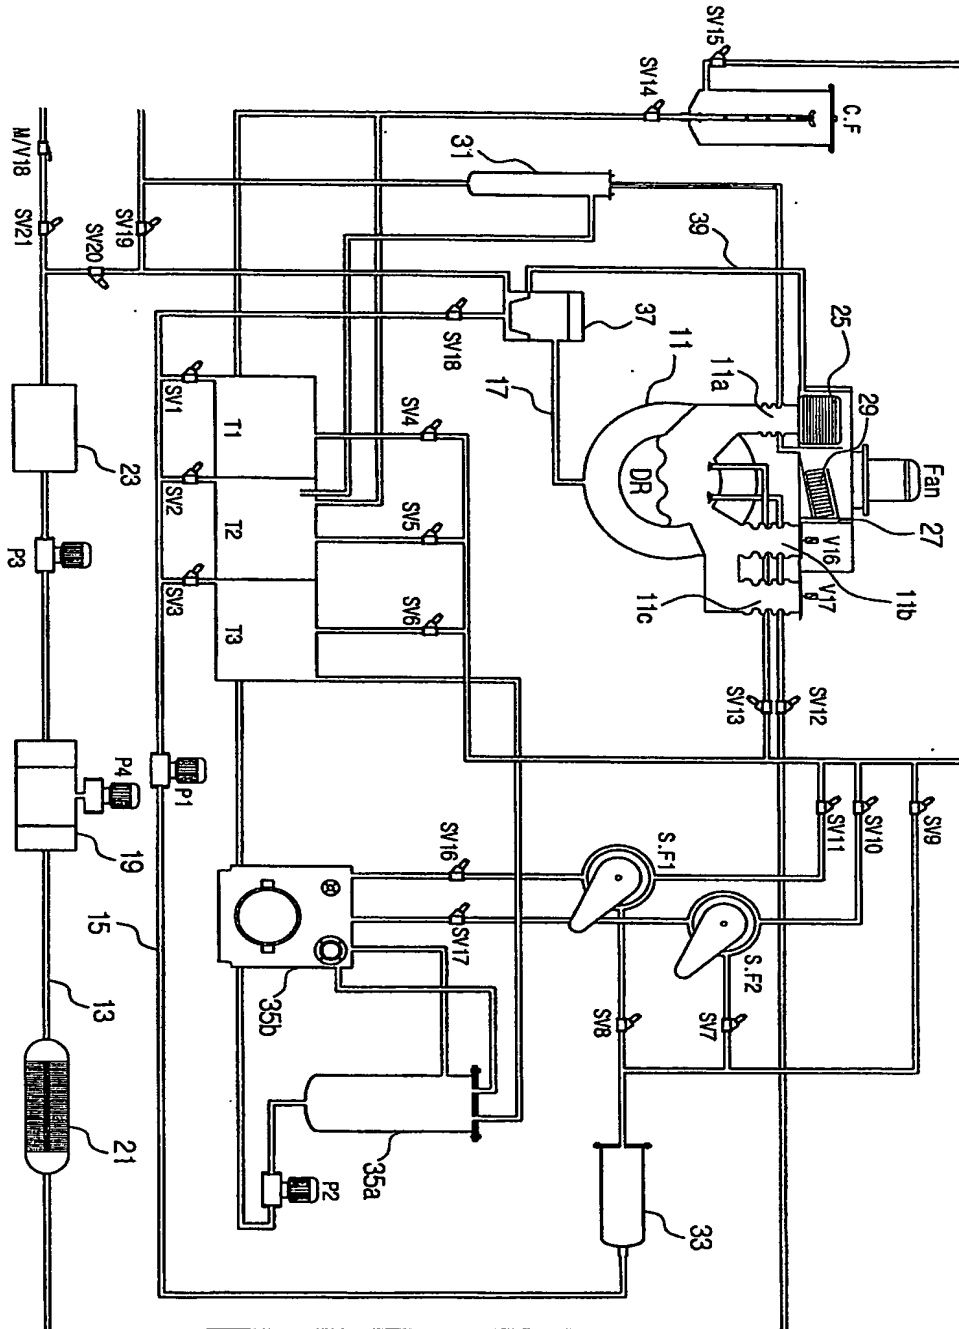 SV15
C.F
SV14
31
M/V18
SV21
SV20
SV19
39
37
SV18
17
11
11a
25
29
Fan
27
V16
V17
11b
11c
DR
SV1
T1
SV4
SV2
T2
SV5
SV3
T3
SV6
23
P3
SV13
SV12
P4
P1
19
SV16
SV17
S.F1
S.F2
SV11
SV10
SV9
15
13
35b
SV8
SV7
21
35a
P2
33